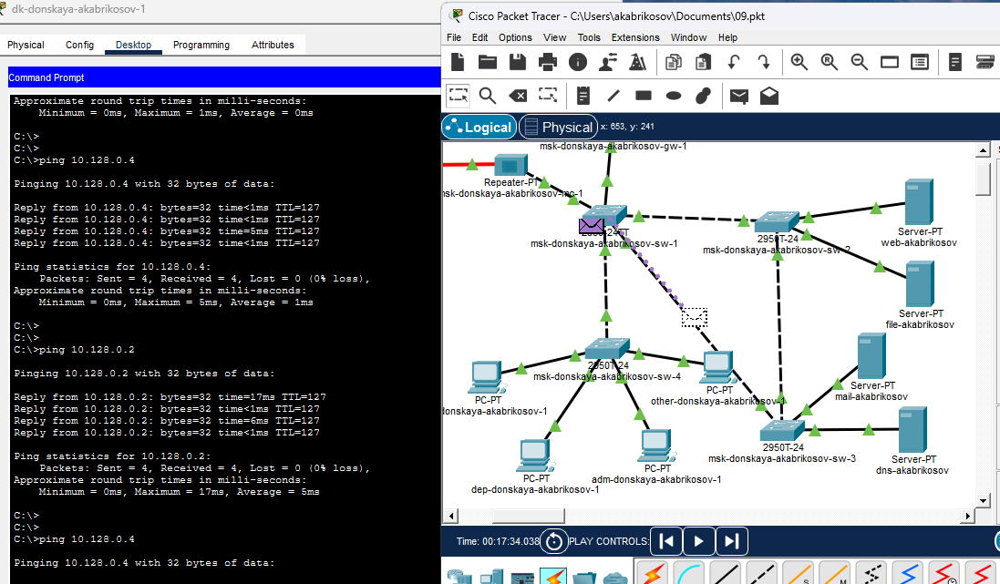 dk-donskaya-akabrikosov-1
Physical Config Desktop Programming Attributes
Command Prompt
Approximate round trip times in milli-seconds:
Minimum = 0ms, Maximum = 1ms, Average = 0ms
C:\>
C:\>
C:\>ping 10.128.0.4
Pinging 10.128.0.4 with 32 bytes of data:
Reply from 10.128.0.4: bytes=32 time<1ms TTL=127
Reply from 10.128.0.4: bytes=32 time<1ms TTL=127
Reply from 10.128.0.4: bytes=32 time=5ms TTL=127
Reply from 10.128.0.4: bytes=32 time<1ms TTL=127
Ping statistics for 10.128.0.4:
Packets: Sent = 4, Received = 4, Lost = 0 (0% loss),
Approximate round trip times in milli-seconds:
Minimum = 0ms, Maximum = 5ms, Average = 1ms
C:\>
C:\>
C:\>ping 10.128.0.2
Pinging 10.128.0.2 with 32 bytes of data:
Reply from 10.128.0.2: bytes=32 time=17ms TTL=127
Reply from 10.128.0.2: bytes=32 time<1ms TTL=127
Reply from 10.128.0.2: bytes=32 time=6ms TTL=127
Reply from 10.128.0.2: bytes=32 time<1ms TTL=127
Ping statistics for 10.128.0.2:
Packets: Sent = 4, Received = 4, Lost = 0 (0% loss),
Approximate round trip times in milli-seconds:
Minimum = 0ms, Maximum = 17ms, Average = 5ms
C:\>
C:\>
C:\>ping 10.128.0.4
Pinging 10.128.0.4 with 32 bytes of data:
Cisco Packet Tracer - C:\Users\akabrikosov\Documents\09.pkt
File Edit Options View Tools Extensions Window Help
Logical Physical x: 653, y: 241
msk-donskaya-akabrikosov-gw-1
Repeater-PT
msk-donskaya-akabrikosov-mc-1
msk-donskaya-akabrikosov-sw-1
2950T-24
msk-donskaya-akabrikosov-sw-2
Server-PT
web-akabrikosov
Server-PT
file-akabrikosov
2950T-24
msk-donskaya-akabrikosov-sw-4
PC-PT
donskaya-akabrikosov-1
PC-PT
other-donskaya-akabrikosov-1
Server-PT
mail-akabrikosov
2950T-24
msk-donskaya-akabrikosov-sw-3
Server-PT
dns-akabrikosov
PC-PT
dep-donskaya-akabrikosov-1
PC-PT
adm-donskaya-akabrikosov-1
Time: 00:17:34.038 PLAY CONTROLS: